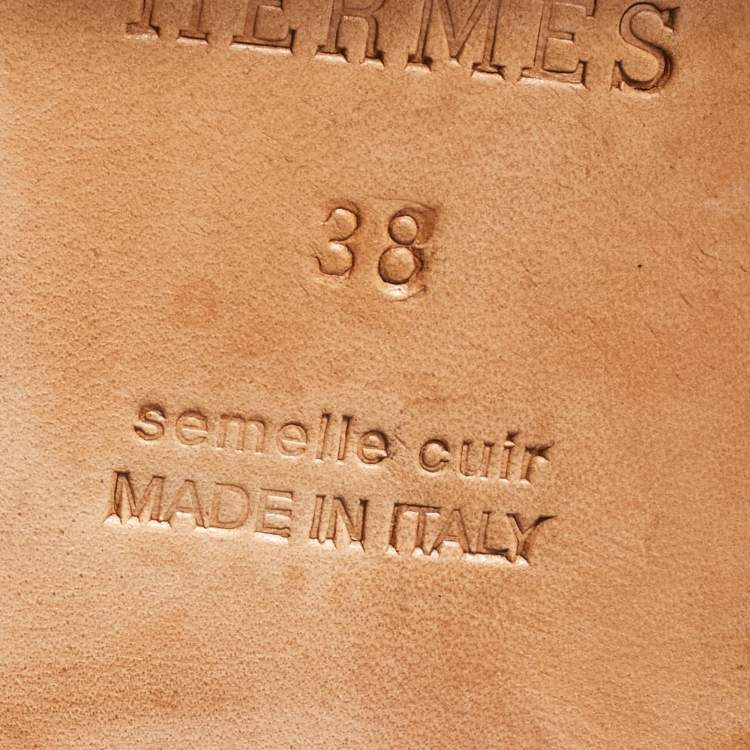 HERMES
38
semelle cuir
MADE IN ITALY